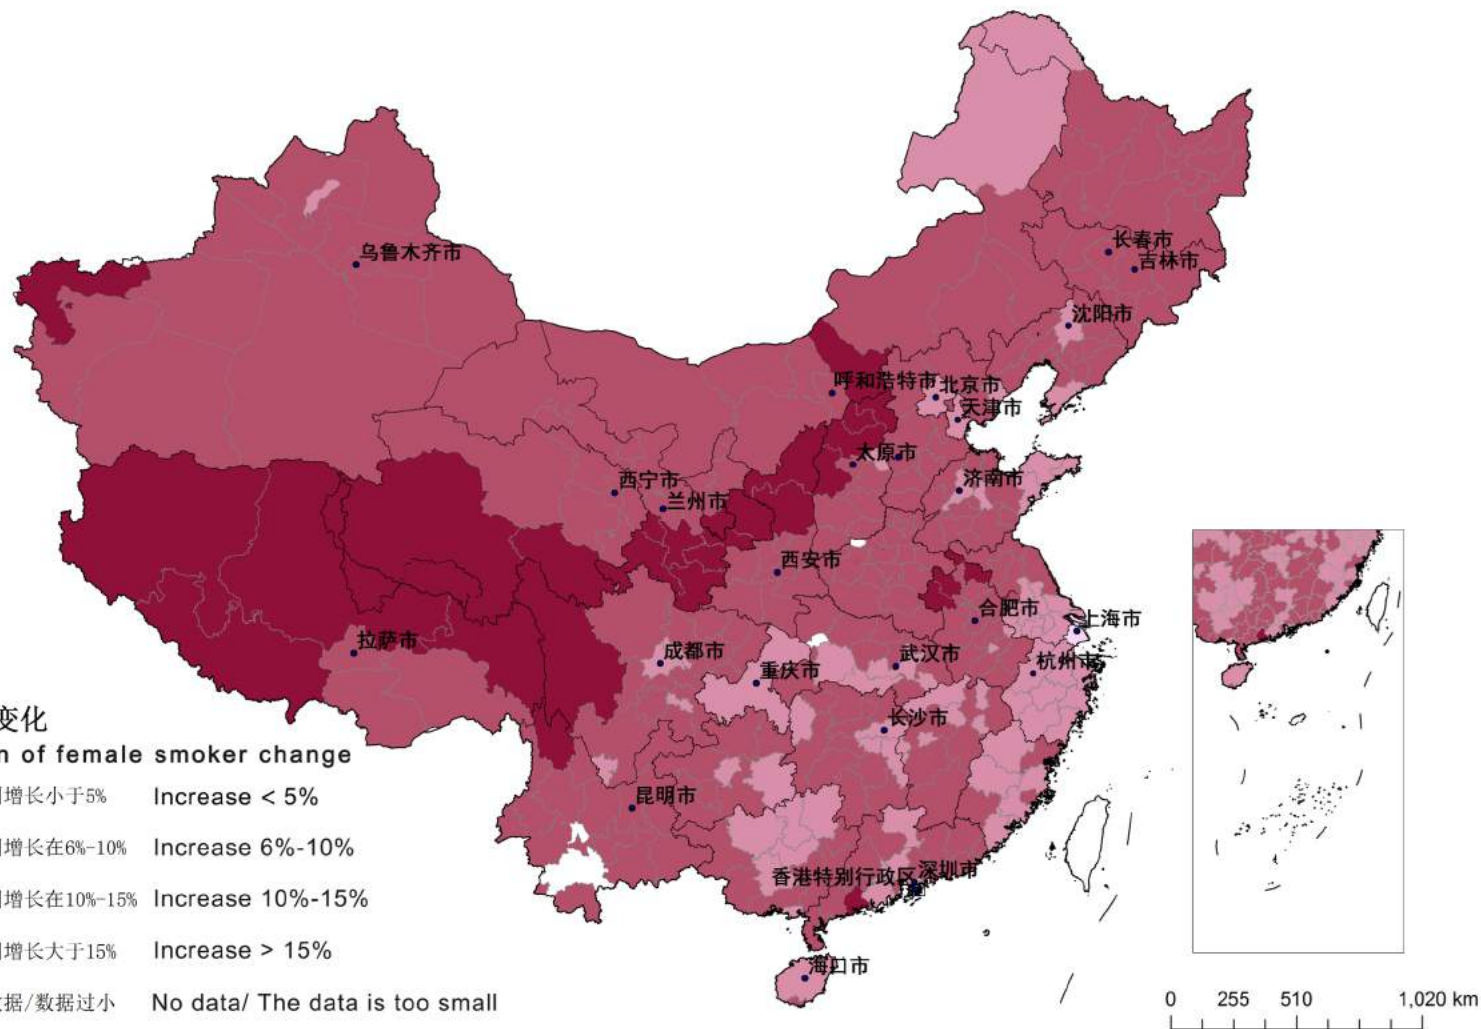 长春市
吉林市
乌鲁木齐市
沈阳市
呼和浩特市
北京市
天津市
太原市
西宁市
济南市
兰州市
西安市
合肥市
上海市
拉萨市
成都市
武汉市
杭州市
重庆市
长沙市
变化
of female smoker change
增长小于5% Increase < 5%
昆明市
增长在6%-10% Increase 6%-10%
香港特别行政区
深圳市
增长在10%-15% Increase 10%-15%
增长大于15% Increase > 15%
海口市
据/数据过小 No data/ The data is too small
0 255 510 1,020 km